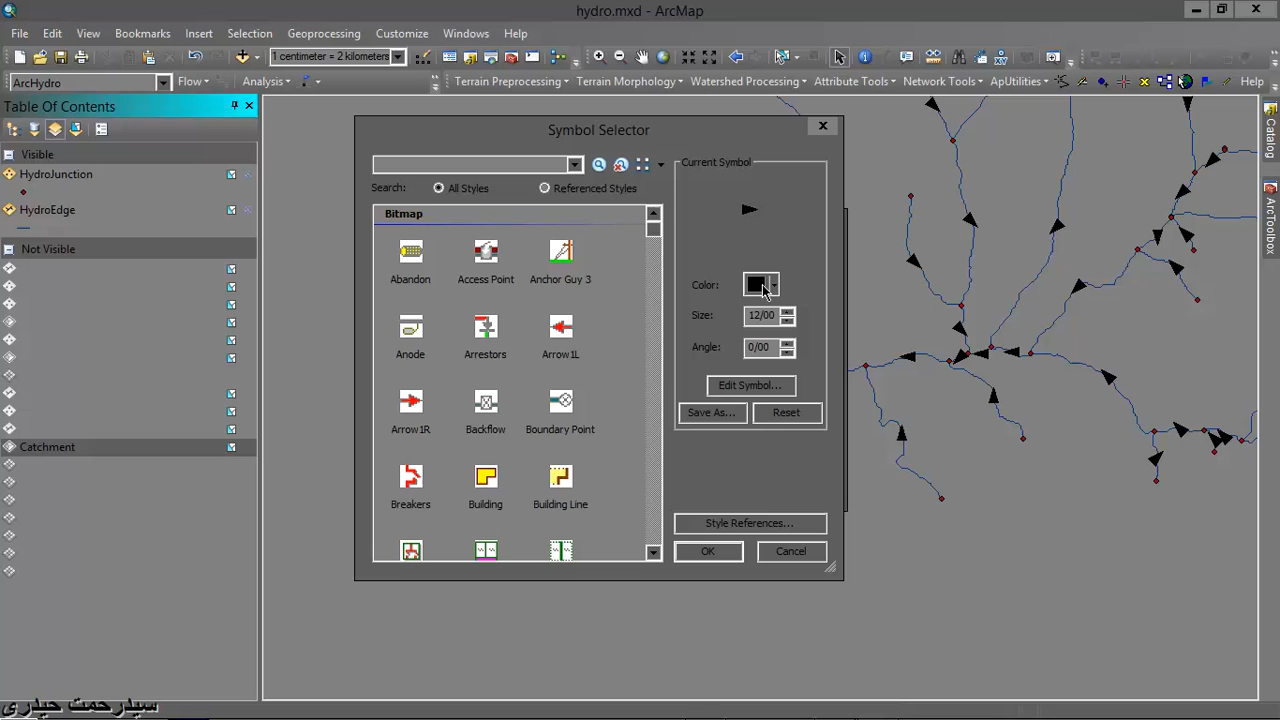 hydro.mxd - ArcMap
File Edit View Bookmarks Insert Selection Geoprocessing Customize Windows Help
1 centimeter = 2 kilometers
ArcHydro Flow Analysis Terrain Preprocessing Terrain Morphology Watershed Processing Attribute Tools Network Tools ApUtilities Help
Table Of Contents
Visible
HydroJunction
HydroEdge
Not Visible
Catchment
Symbol Selector
Search: All Styles Referenced Styles
Bitmap
Abandon Access Point Anchor Guy 3
Anode Arrestors Arrow1L
Arrow1R Backflow Boundary Point
Breakers Building Building Line
Current Symbol
Color:
Size: 12/00
Angle: 0/00
Edit Symbol...
Save As... Reset
Style References...
OK Cancel
Catalog
ArcToolbox
سیدرحمت حیدری